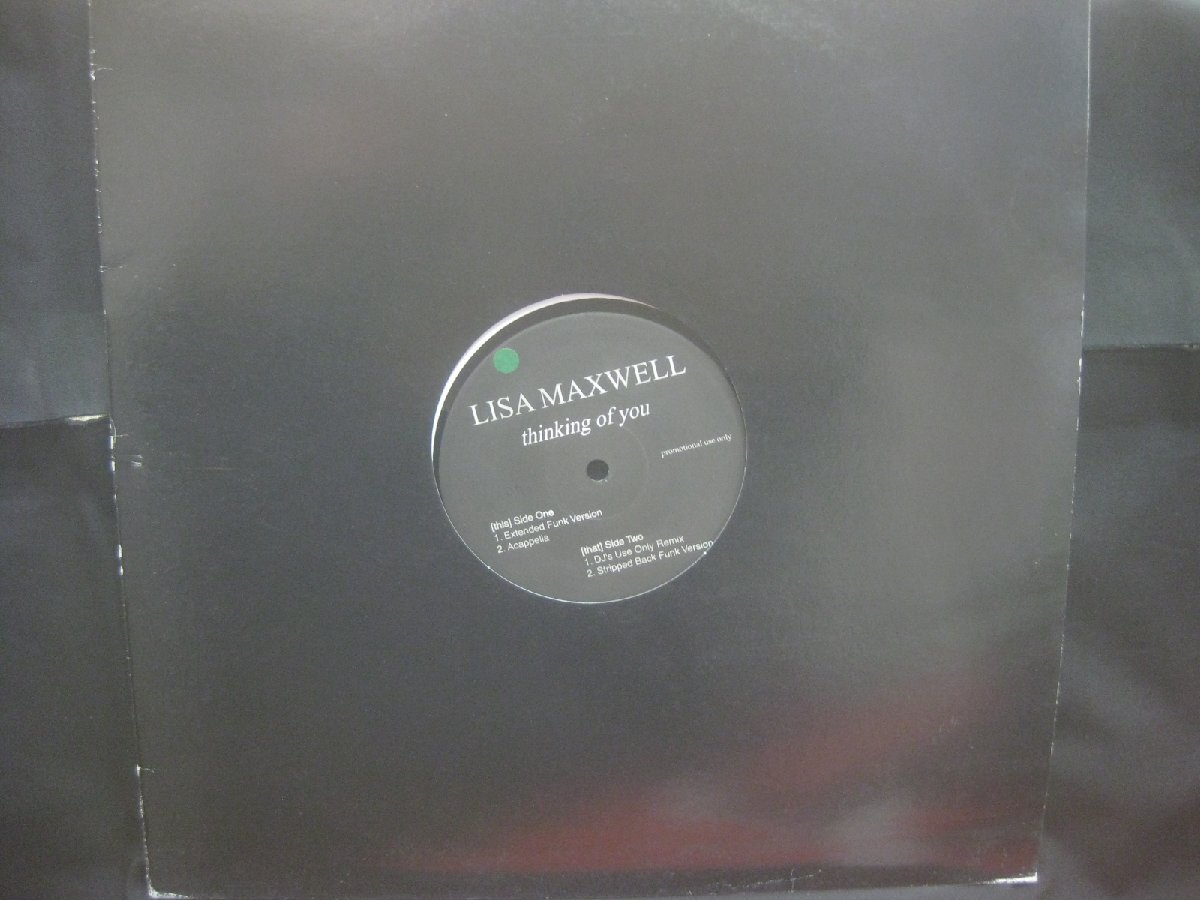 LISA MAXWELL
thinking of you
promotional use only
[this] Side One
1. Extended Funk Version
2. Acappella
[that] Side Two
1. DJ's Use Only Remix
2. Stripped Back Funk Version